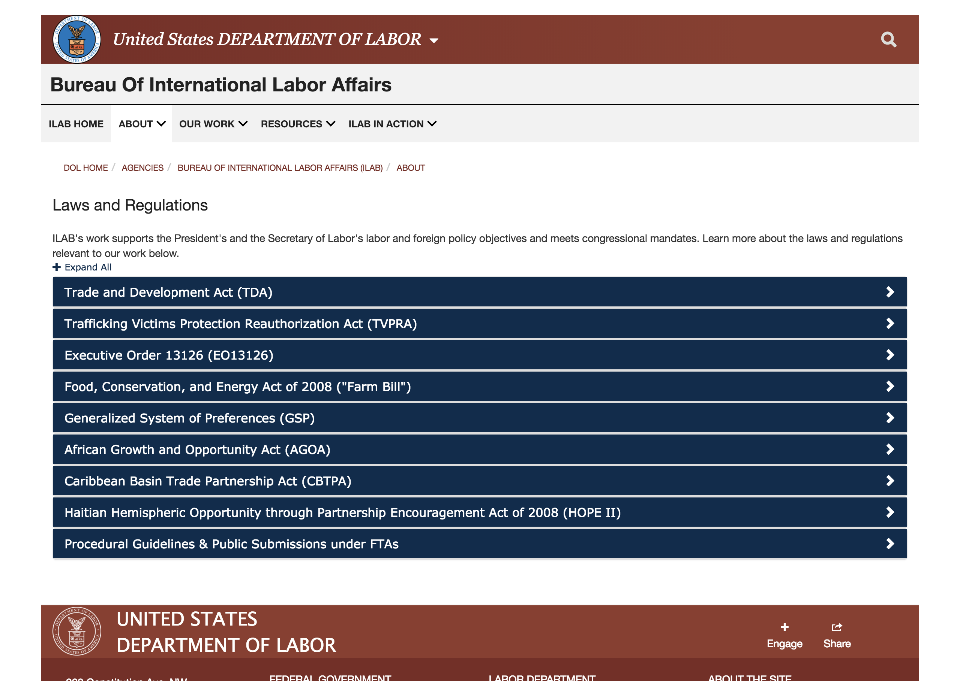 United States DEPARTMENT OF LABOR
Bureau Of International Labor Affairs
ILAB HOME ABOUT OUR WORK RESOURCES ILAB IN ACTION
DOL HOME / AGENCIES / BUREAU OF INTERNATIONAL LABOR AFFAIRS (ILAB) / ABOUT
Laws and Regulations
ILAB's work supports the President's and the Secretary of Labor's labor and foreign policy objectives and meets congressional mandates. Learn more about the laws and regulations
relevant to our work below.
Expand All
Trade and Development Act (TDA)
Trafficking Victims Protection Reauthorization Act (TVPRA)
Executive Order 13126 (EO13126)
Food, Conservation, and Energy Act of 2008 ("Farm Bill")
Generalized System of Preferences (GSP)
African Growth and Opportunity Act (AGOA)
Caribbean Basin Trade Partnership Act (CBTPA)
Haitian Hemispheric Opportunity through Partnership Encouragement Act of 2008 (HOPE II)
Procedural Guidelines & Public Submissions under FTAs
UNITED STATES
DEPARTMENT OF LABOR
Engage Share
FEDERAL GOVERNMENT LABOR DEPARTMENT ABOUT THE SITE